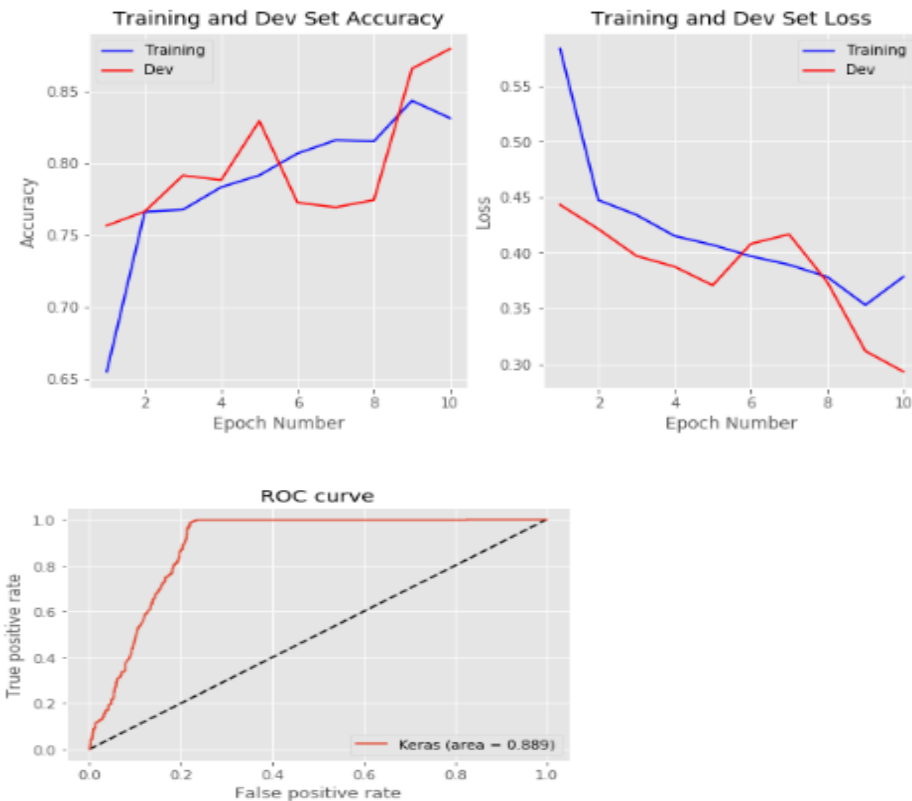 Training and Dev Set Accuracy
Training
Dev
0.85
0.80
0.75
0.70
0.65
Accuracy
2
4
6
8
10
Epoch Number
Training and Dev Set Loss
Training
Dev
0.55
0.50
0.45
0.40
0.35
0.30
Loss
2
4
6
8
10
Epoch Number
ROC curve
1.0
0.8
0.6
0.4
0.2
0.0
True positive rate
Keras (area = 0.889)
0.0
0.2
0.4
0.6
0.8
1.0
False positive rate